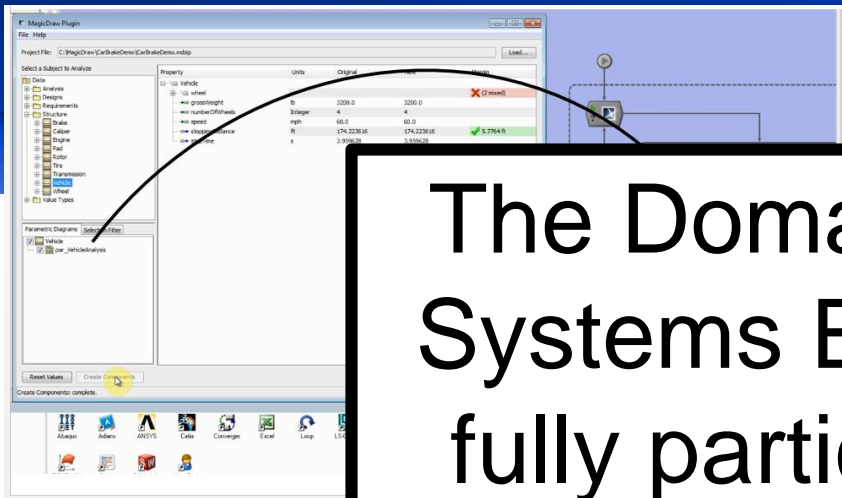 MagicDraw Plugin
File Help
Project File: C:\MagicDraw\CarBrakeDemo\CarBrakeDemo.mdzip Load...
Select a Subject to Analyze
Property Units Original Margin
Data
Analysis
Designs
Requirements
Structure
Brake
Caliper
Engine
Pad
Rotor
Tire
Transmission
Vehicle
Wheel
Value Types
Vehicle
wheel (2 mixed)
grossWeight lb 3200.0 3200.0
numberOfWheels Integer 4 4
speed mph 60.0 60.0
stoppingDistance ft 174.223616 174.223616 5.7764 ft
stopTime s 3.959628 3.959628
Parametric Diagrams Selection Filter
Vehicle
par_VehicleAnalysis
Reset Values Create Components
Create Components: complete.
Abaqus Adams ANSYS Catia Converger Excel Loop LS-D
The Doma
Systems E
fully partic